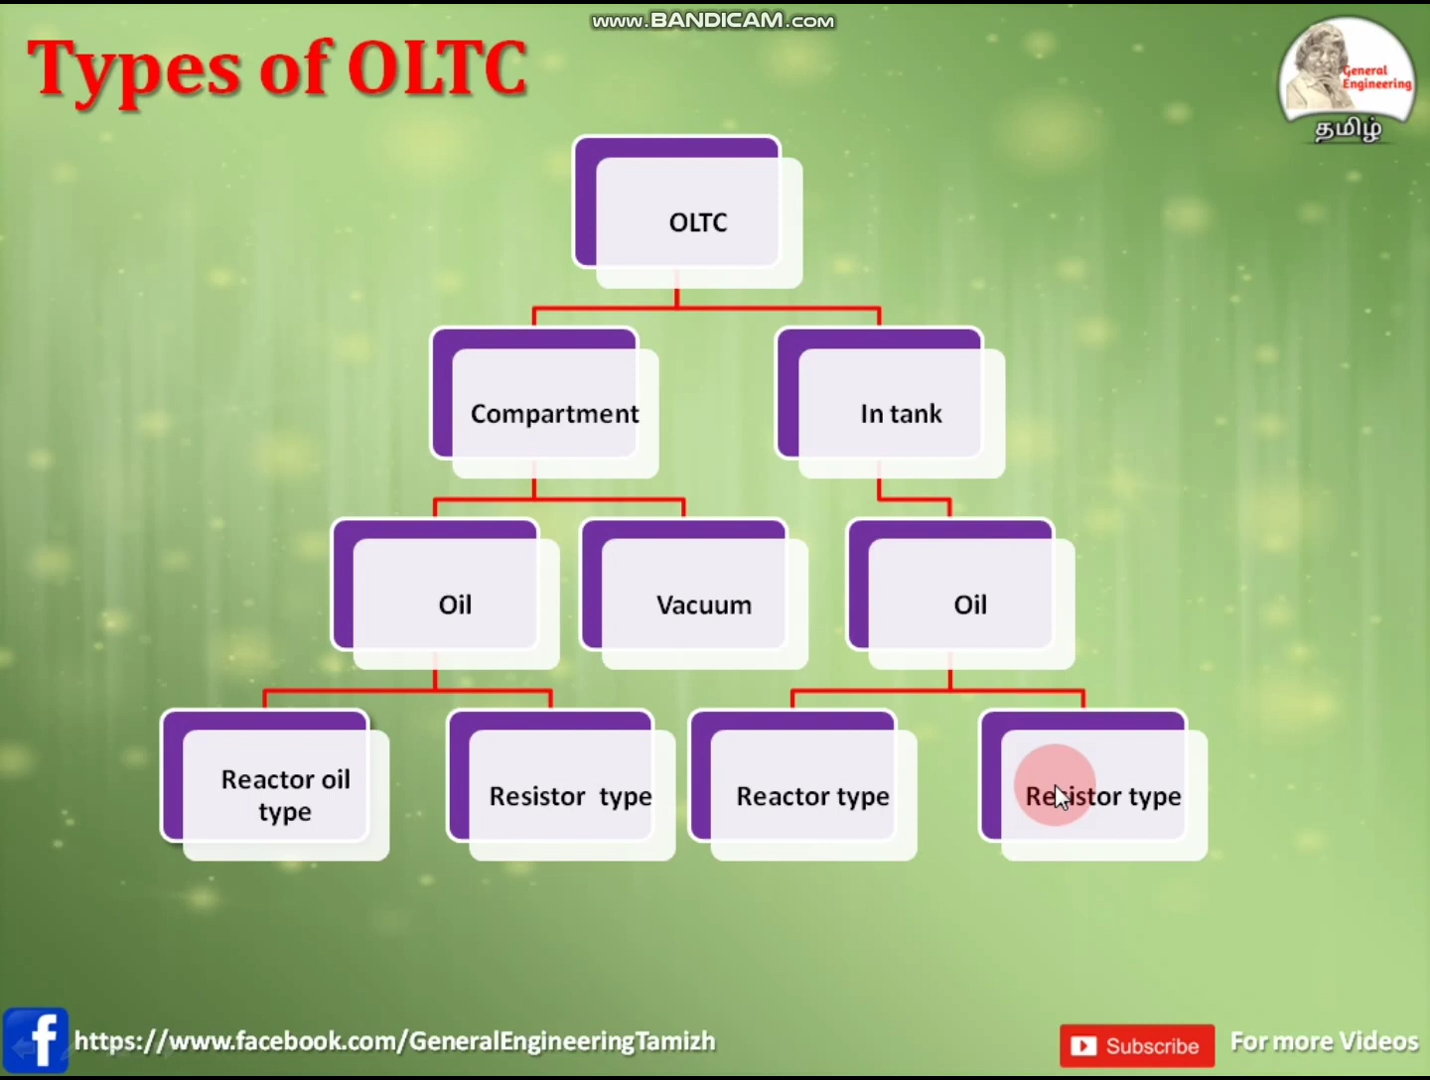 www.BANDICAM.com
Types of OLTC
General
Engineering
தமிழ்
OLTC
Compartment
In tank
Oil
Vacuum
Oil
Reactor oil
type
Resistor type
Reactor type
Resistor type
f https://www.facebook.com/GeneralEngineeringTamizh
Subscribe
For more Videos